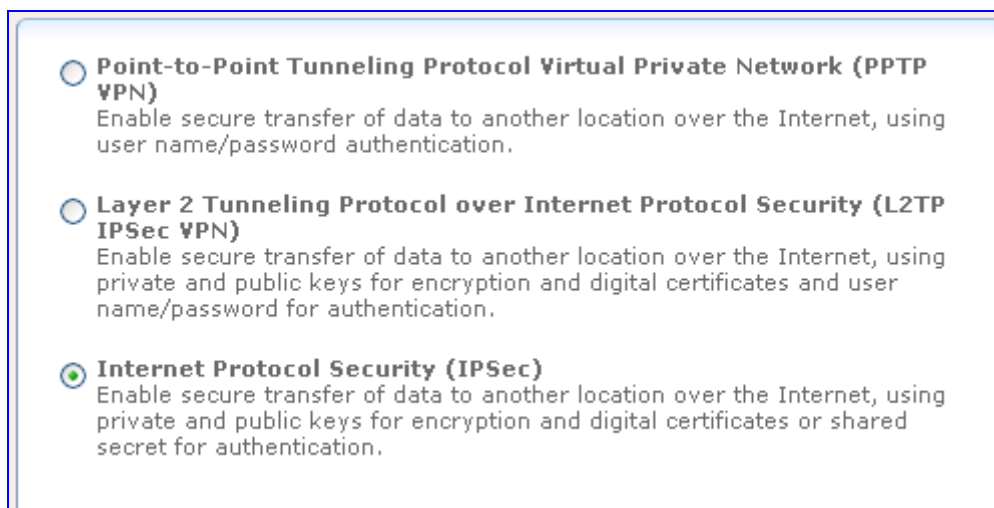 Point-to-Point Tunneling Protocol Virtual Private Network (PPTP
VPN)
Enable secure transfer of data to another location over the Internet, using
user name/password authentication.
Layer 2 Tunneling Protocol over Internet Protocol Security (L2TP
IPSec VPN)
Enable secure transfer of data to another location over the Internet, using
private and public keys for encryption and digital certificates and user
name/password for authentication.
Internet Protocol Security (IPSec)
Enable secure transfer of data to another location over the Internet, using
private and public keys for encryption and digital certificates or shared
secret for authentication.